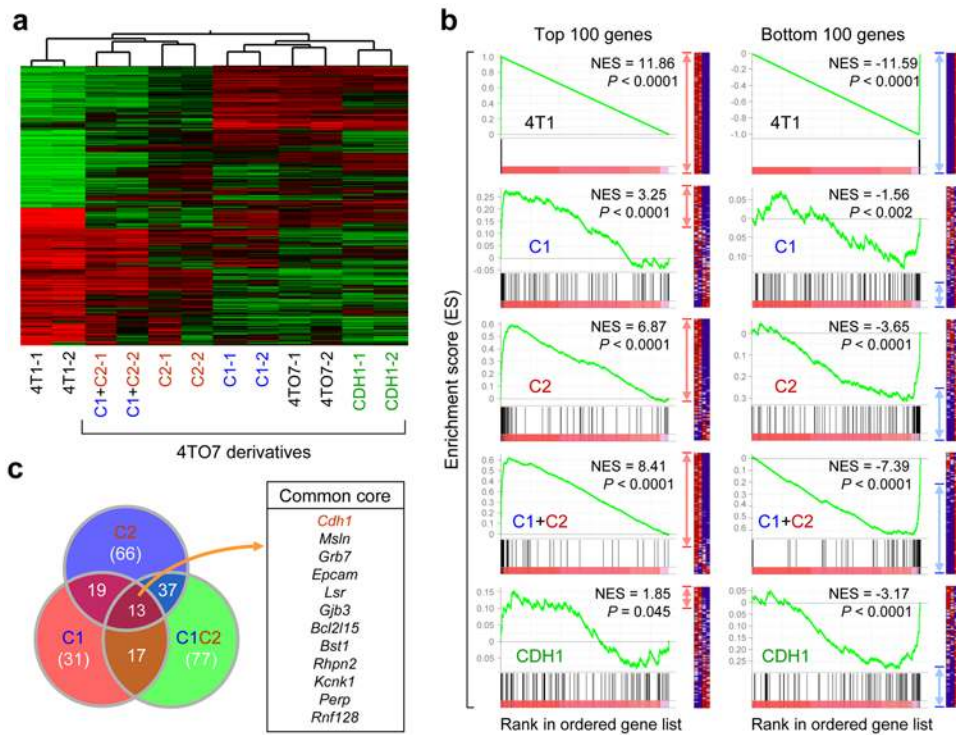 a
4T1-1
4T1-2
C1+C2-1
C1+C2-2
C2-1
C2-2
C1-1
C1-2
4TO7-1
4TO7-2
CDH1-1
CDH1-2
4TO7 derivatives
b
Top 100 genes
Bottom 100 genes
Enrichment score (ES)
1.0
0.8
0.6
0.4
0.2
0
NES = 11.86
P < 0.0001
4T1
0
-0.2
-0.4
-0.6
-0.8
-1.0
NES = -11.59
P < 0.0001
4T1
0.25
0.20
0.15
0.10
0.05
0
-0.05
NES = 3.25
P < 0.0001
C1
0
0.05
0.10
NES = -1.56
P < 0.002
C1
0.6
0.5
0.4
0.3
0.2
0.1
0
NES = 6.87
P < 0.0001
C2
0
0.1
0.2
0.3
NES = -3.65
P < 0.0001
C2
0.6
0.5
0.4
0.3
0.2
0.1
0
NES = 8.41
P < 0.0001
C1+C2
0
0.1
0.2
0.3
0.4
0.5
0.6
NES = -7.39
P < 0.0001
C1+C2
0.15
0.10
0.05
0
0.05
NES = 1.85
P = 0.045
CDH1
0
0.05
0.10
0.15
0.20
0.25
NES = -3.17
P < 0.0001
CDH1
Rank in ordered gene list
Rank in ordered gene list
c
C2
(66)
19
37
13
C1
(31)
17
C1C2
(77)
Common core
Cdh1
Msln
Grb7
Epcam
Lsr
Gjb3
Bcl2l15
Bst1
Rhpn2
Kcnk1
Perp
Rnf128